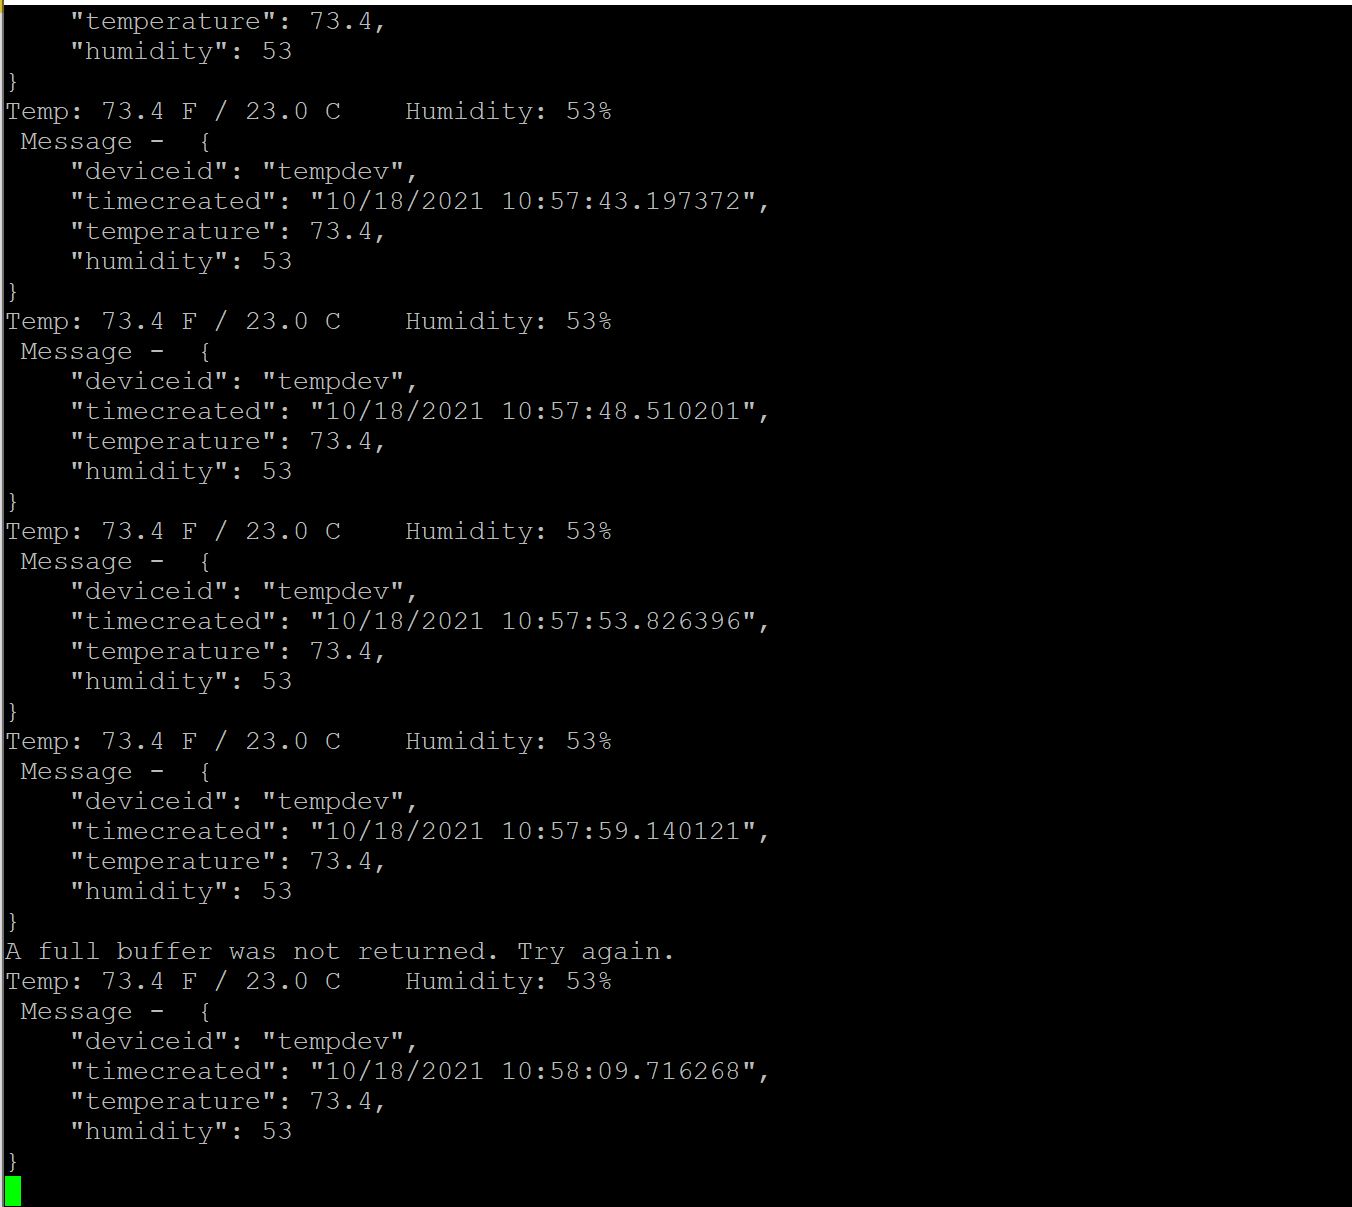 "temperature": 73.4,
    "humidity": 53
}
Temp: 73.4 F / 23.0 C    Humidity: 53%
 Message -  {
    "deviceid": "tempdev",
    "timecreated": "10/18/2021 10:57:43.197372",
    "temperature": 73.4,
    "humidity": 53
}
Temp: 73.4 F / 23.0 C    Humidity: 53%
 Message -  {
    "deviceid": "tempdev",
    "timecreated": "10/18/2021 10:57:48.510201",
    "temperature": 73.4,
    "humidity": 53
}
Temp: 73.4 F / 23.0 C    Humidity: 53%
 Message -  {
    "deviceid": "tempdev",
    "timecreated": "10/18/2021 10:57:53.826396",
    "temperature": 73.4,
    "humidity": 53
}
Temp: 73.4 F / 23.0 C    Humidity: 53%
 Message -  {
    "deviceid": "tempdev",
    "timecreated": "10/18/2021 10:57:59.140121",
    "temperature": 73.4,
    "humidity": 53
}
A full buffer was not returned. Try again.
Temp: 73.4 F / 23.0 C    Humidity: 53%
 Message -  {
    "deviceid": "tempdev",
    "timecreated": "10/18/2021 10:58:09.716268",
    "temperature": 73.4,
    "humidity": 53
}